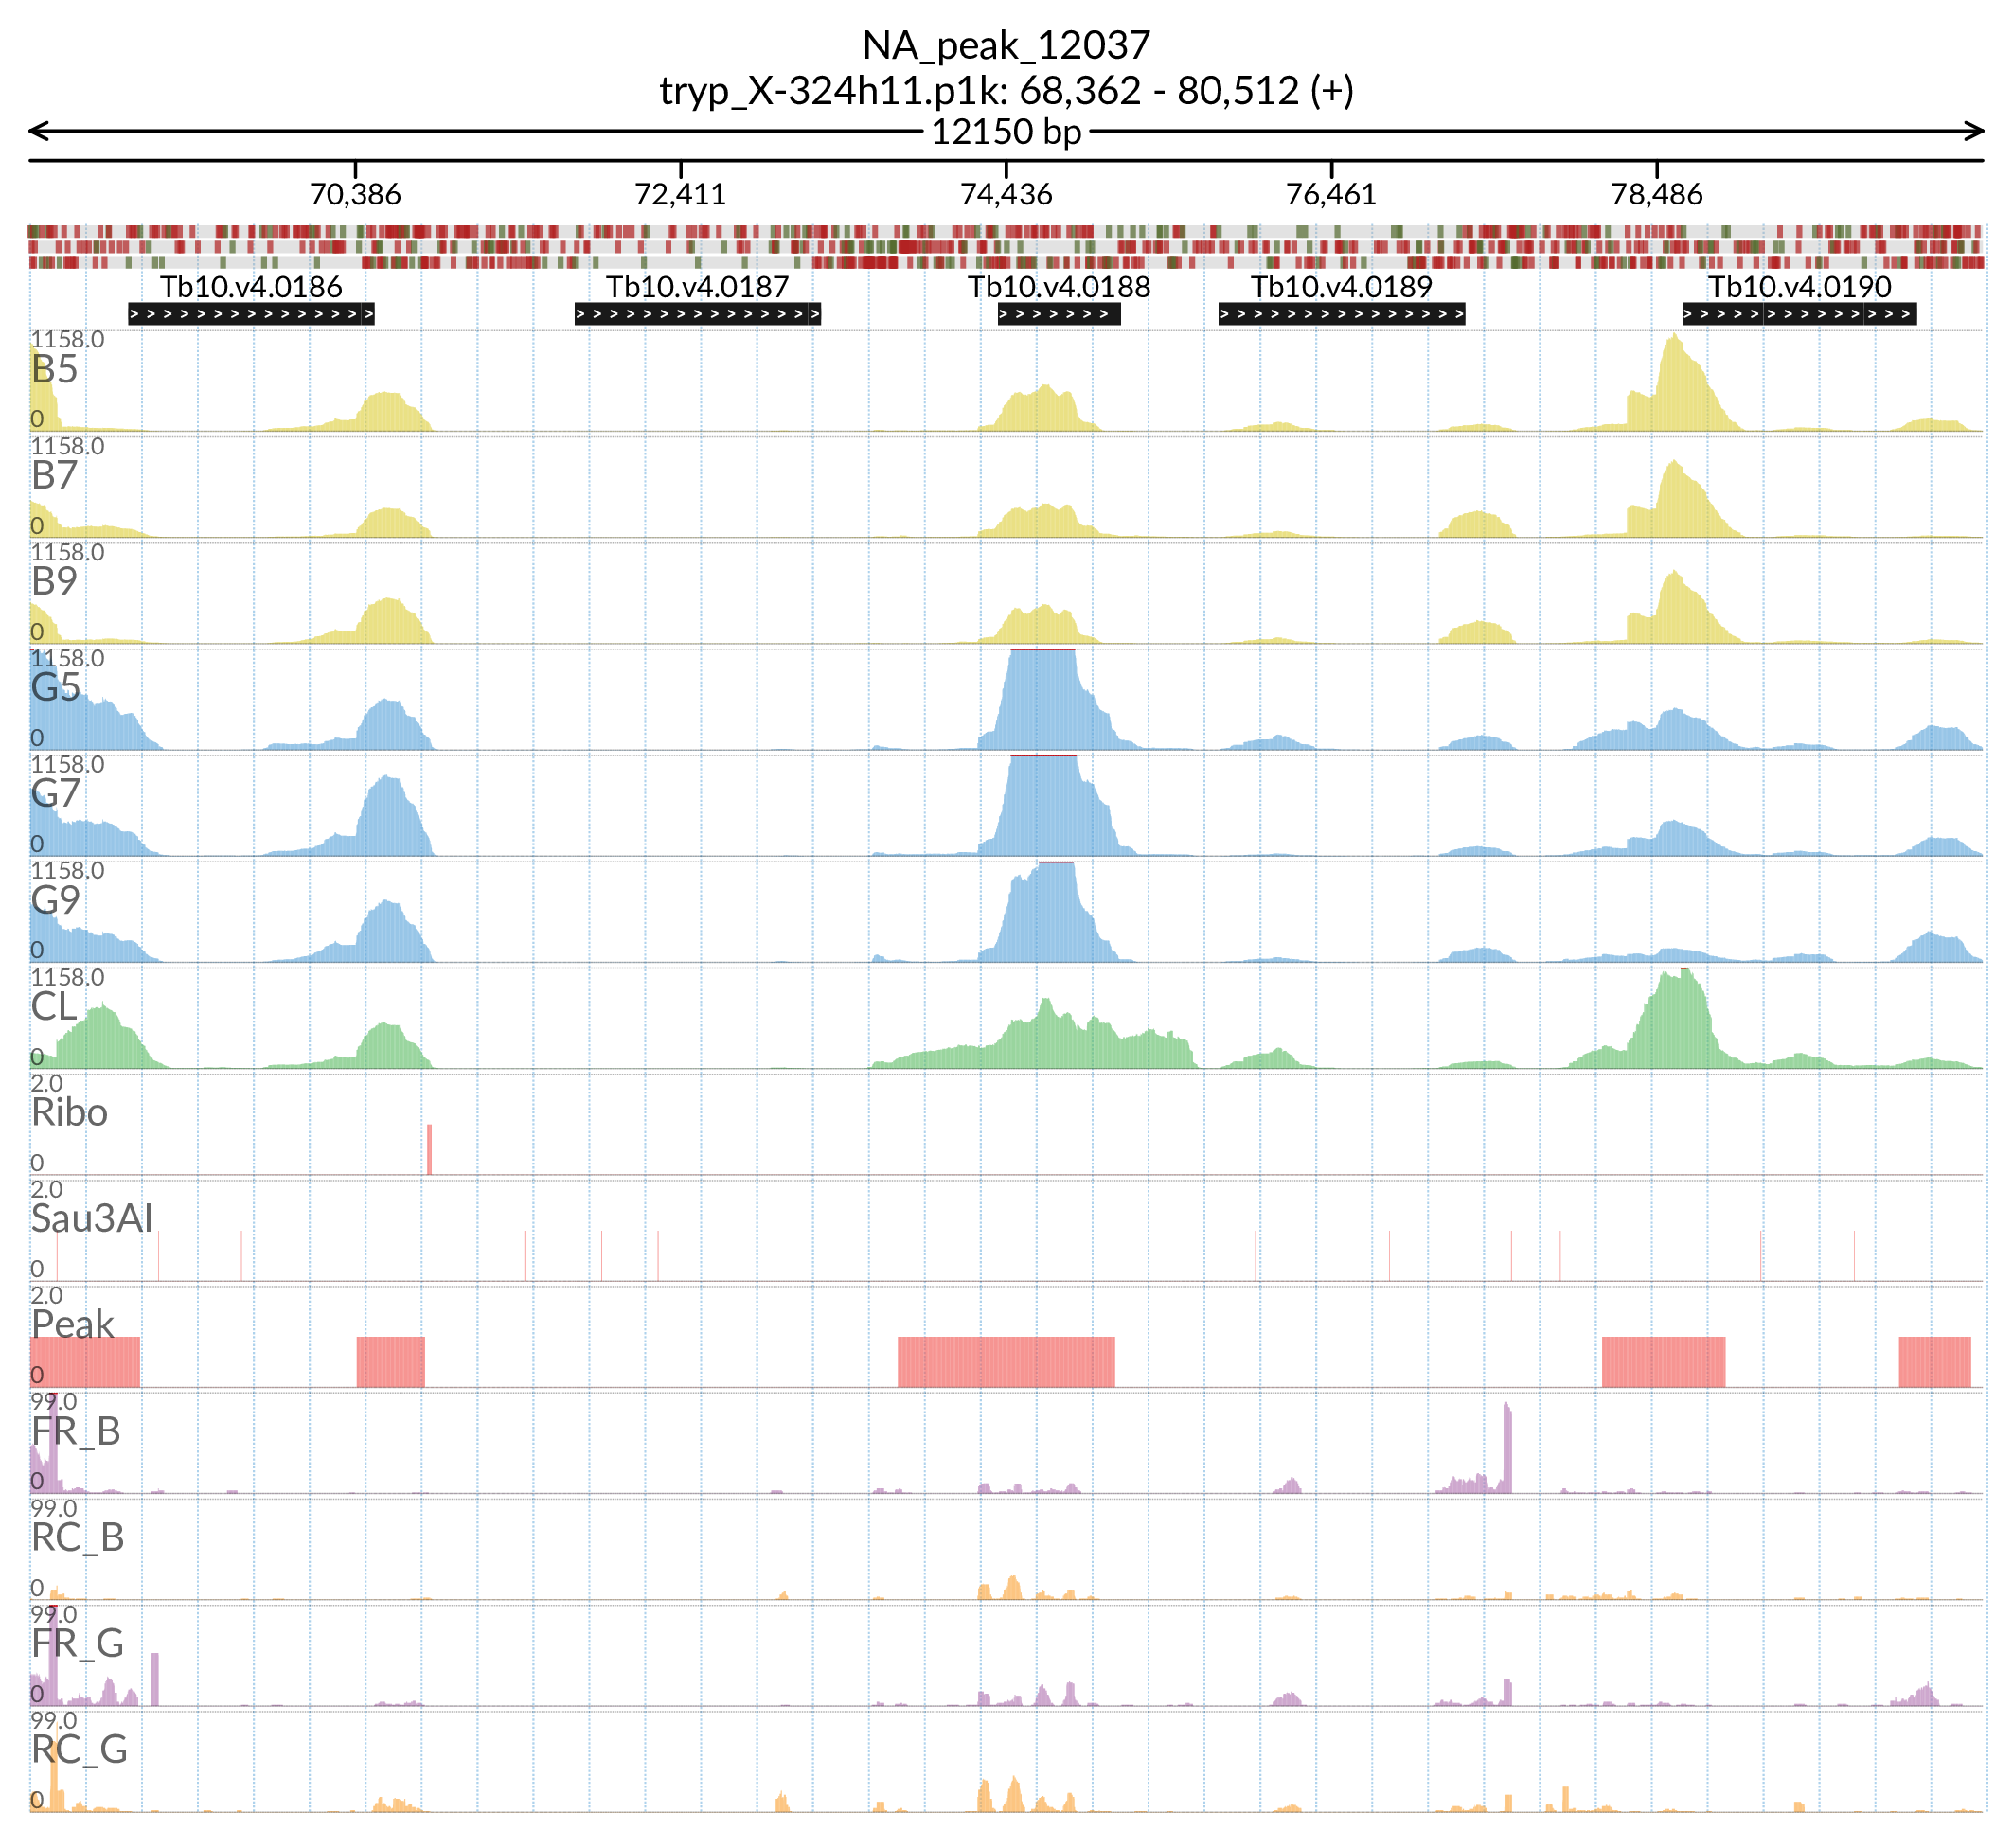 NA_peak_12037
tryp_X-324h11.p1k: 68,362 - 80,512 (+)
12150 bp
70,386 72,411 74,436 76,461 78,486
Tb10.v4.0186 Tb10.v4.0187 Tb10.v4.0188 Tb10.v4.0189 Tb10.v4.0190
1158.0
B5
0
1158.0
B7
0
1158.0
B9
0
1158.0
G5
0
1158.0
G7
0
1158.0
G9
0
1158.0
CL
0
2.0
Ribo
0
2.0
Sau3AI
0
2.0
Peak
0
99.0
FR_B
0
99.0
RC_B
0
99.0
FR_G
0
99.0
RC_G
0